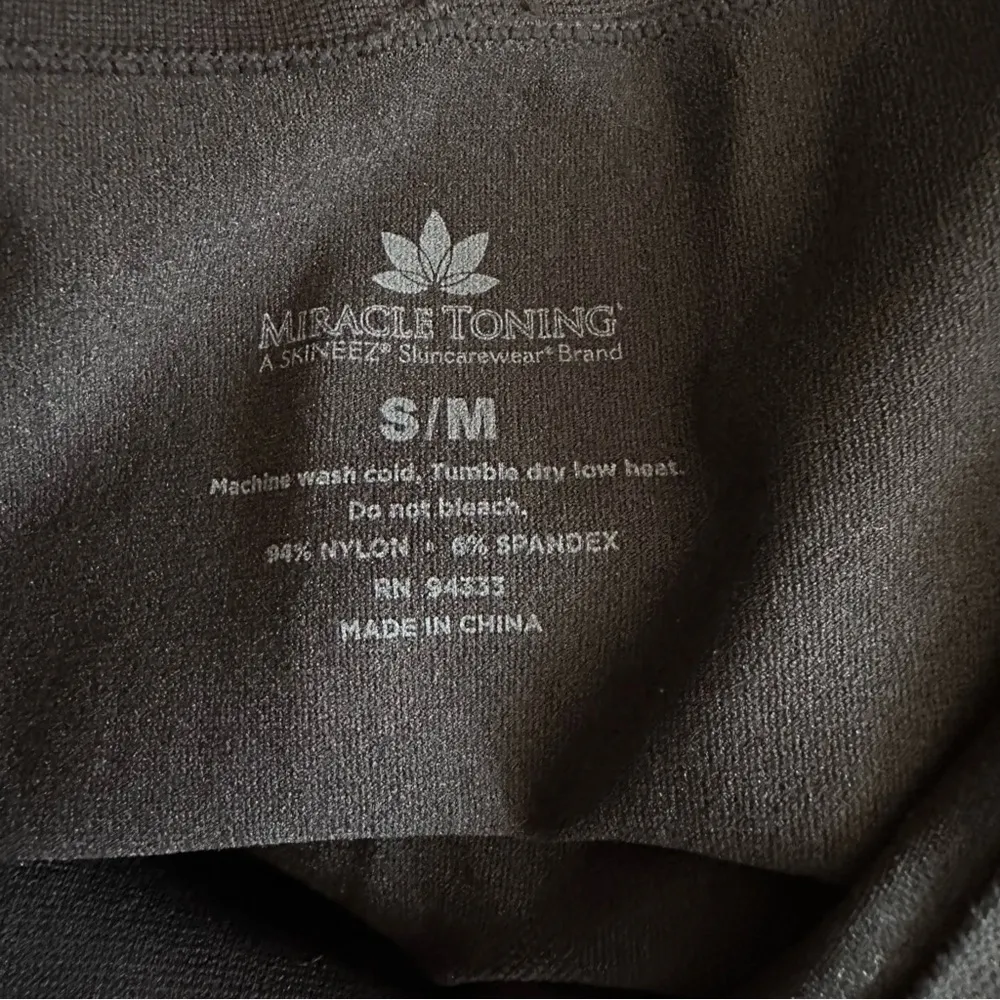 MIRACLE TONING
A SKINEEZ® Skincarewear® Brand
S/M
Machine wash cold, Tumble dry low heat.
Do not bleach.
94% NYLON • 6% SPANDEX
RN 94333
MADE IN CHINA